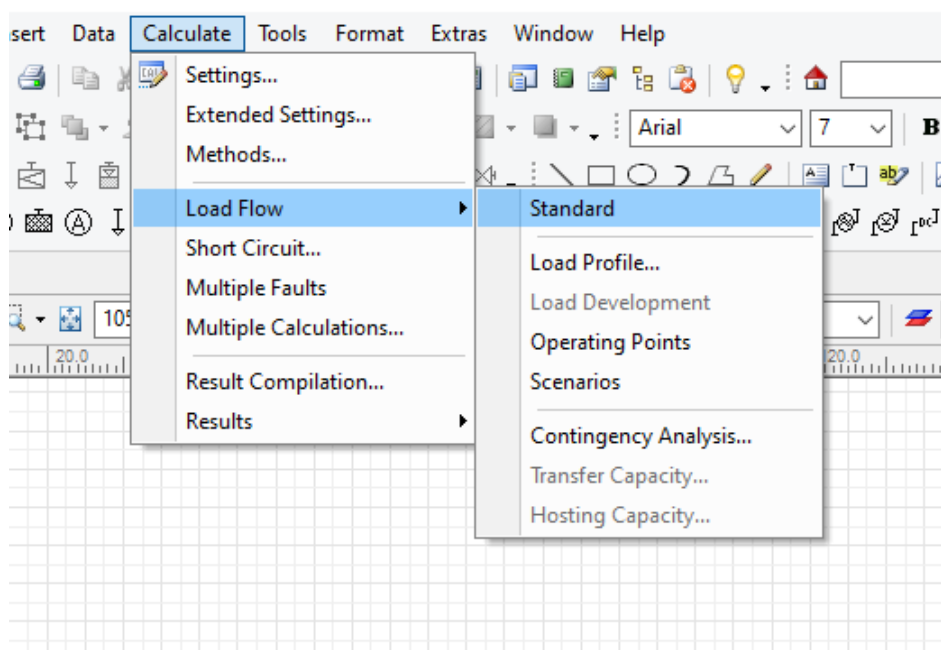 sert Data Calculate Tools Format Extras Window Help
Settings...
Extended Settings...
Arial 7 B
Methods...
Load Flow
Standard
Short Circuit...
Load Profile...
Multiple Faults
Load Development
105
Multiple Calculations...
Operating Points
20.0
20.0
Result Compilation...
Scenarios
Results
Contingency Analysis...
Transfer Capacity...
Hosting Capacity...